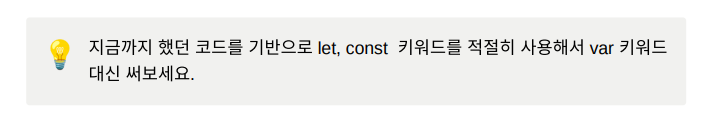 지금까지 했던 코드를 기반으로 let, const 키워드를 적절히 사용해서 var 키워드
대신 써보세요.